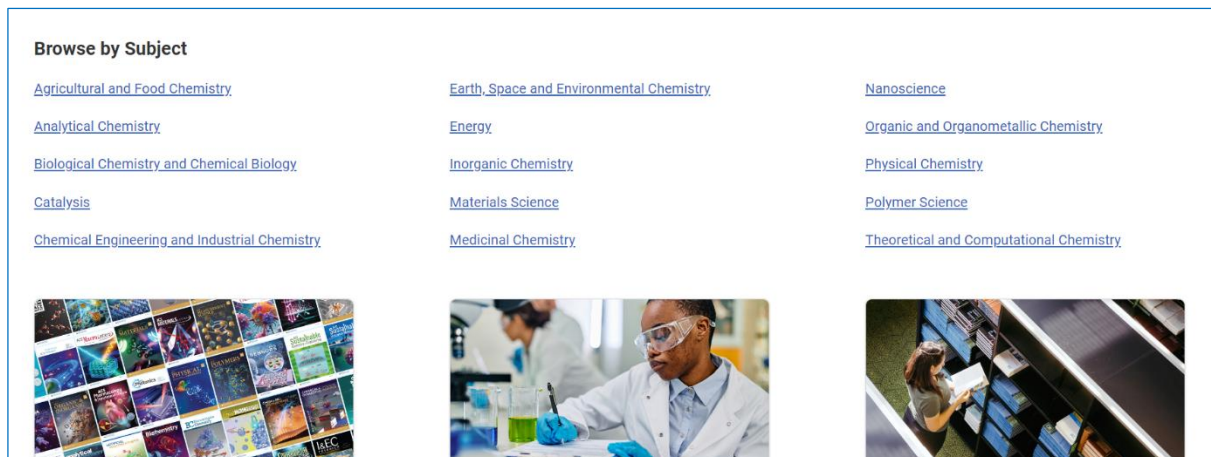 Browse by Subject
Agricultural and Food Chemistry
Analytical Chemistry
Biological Chemistry and Chemical Biology
Catalysis
Chemical Engineering and Industrial Chemistry
Earth, Space and Environmental Chemistry
Energy
Inorganic Chemistry
Materials Science
Medicinal Chemistry
Nanoscience
Organic and Organometallic Chemistry
Physical Chemistry
Polymer Science
Theoretical and Computational Chemistry
Biochemistry
I&EC